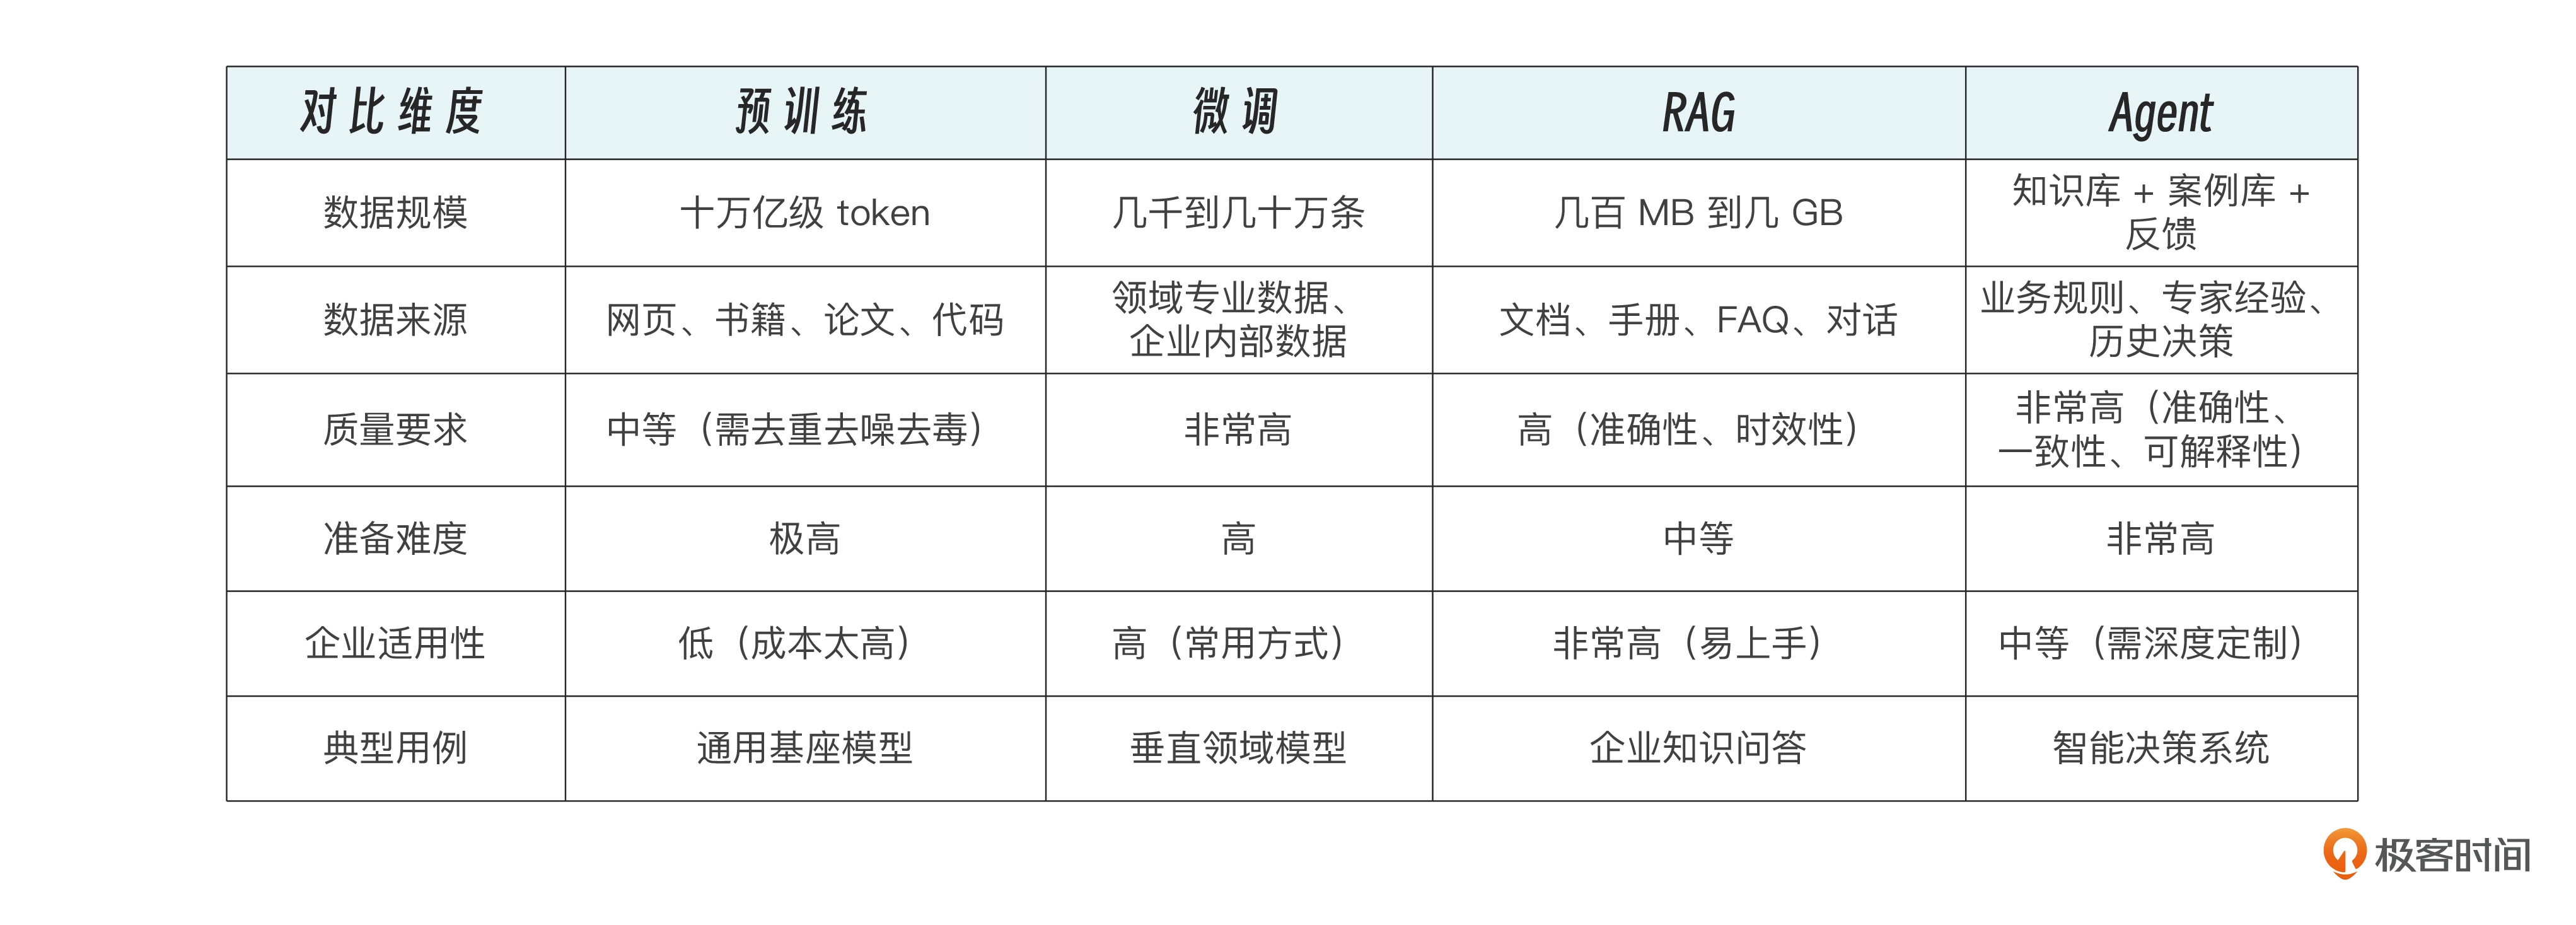 对比维度 预训练 微调 RAG Agent
数据规模 十万亿级 token 几千到几十万条 几百 MB 到几 GB 知识库 + 案例库 +
反馈
数据来源 网页、书籍、论文、代码 领域专业数据、
企业内部数据 文档、手册、FAQ、对话 业务规则、专家经验、
历史决策
质量要求 中等（需去重去噪去毒） 非常高 高（准确性、时效性） 非常高（准确性、
一致性、可解释性）
准备难度 极高 高 中等 非常高
企业适用性 低（成本太高） 高（常用方式） 非常高（易上手） 中等（需深度定制）
典型用例 通用基座模型 垂直领域模型 企业知识问答 智能决策系统
极客时间